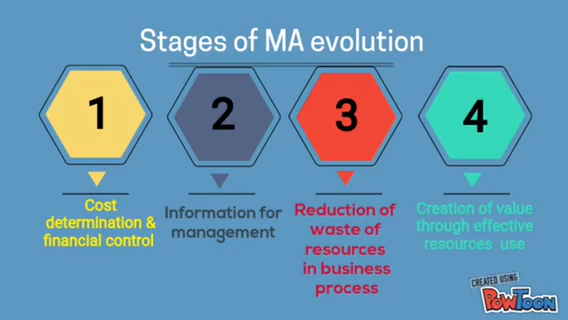 Stages of MA evolution
1
2
3
4
Cost
determination &
financial control
Information for
management
Reduction of
waste of
resources
in business
process
Creation of value
through effective
resources use
CREATED USING
POWTOON